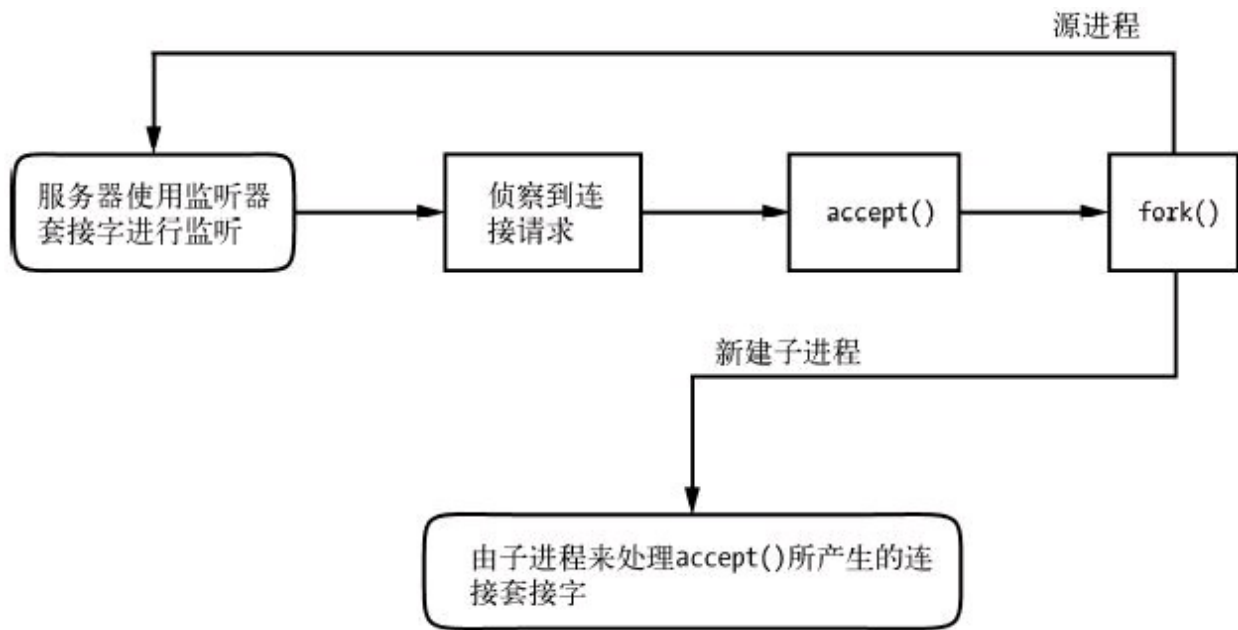 源进程
服务器使用监听器
套接字进行监听
侦察到连
接请求
accept()
fork()
新建子进程
由子进程来处理accept()所产生的连
接套接字